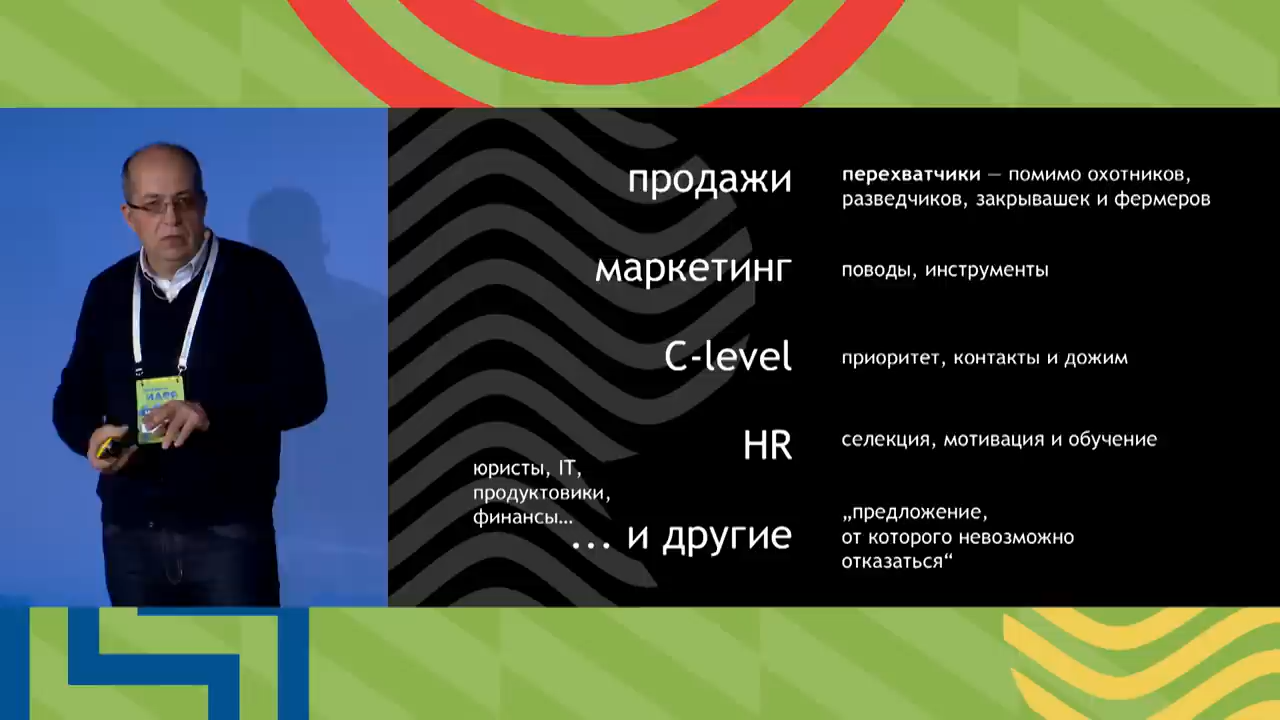 продажи
перехватчики — помимо охотников,
разведчиков, закрывашек и фермеров
маркетинг
поводы, инструменты
C-level
приоритет, контакты и дожим
HR
селекция, мотивация и обучение
юристы, IT,
продуктовики,
финансы...
... и другие
„предложение,
от которого невозможно
отказаться“